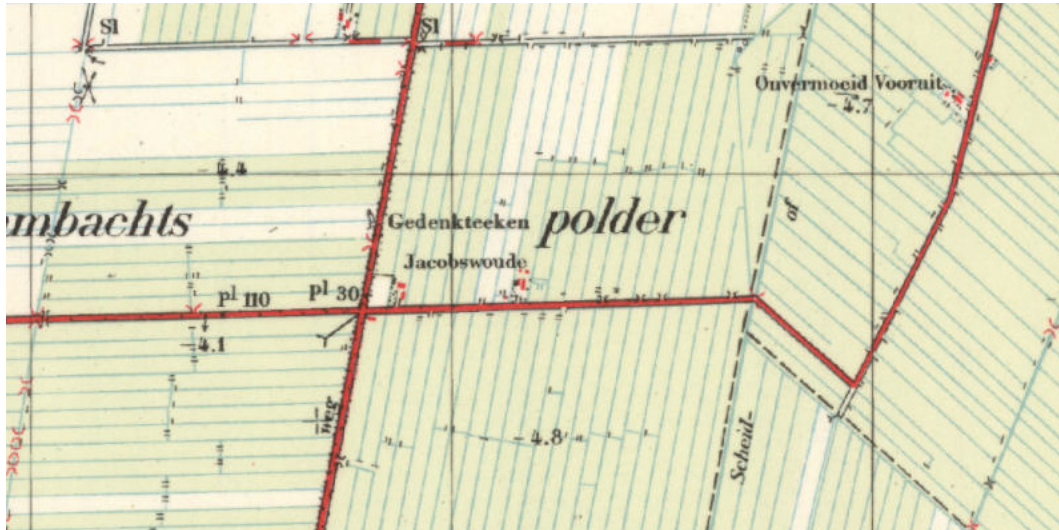 Sl
Sl
Onvermoeid Vooruit
- 4.7
- 4.4
mbachts
Gedenkteeken
polder
of
Jacobswoude
pl 110
pl 30
- 4.1
weg
- 4.8
Scheid-